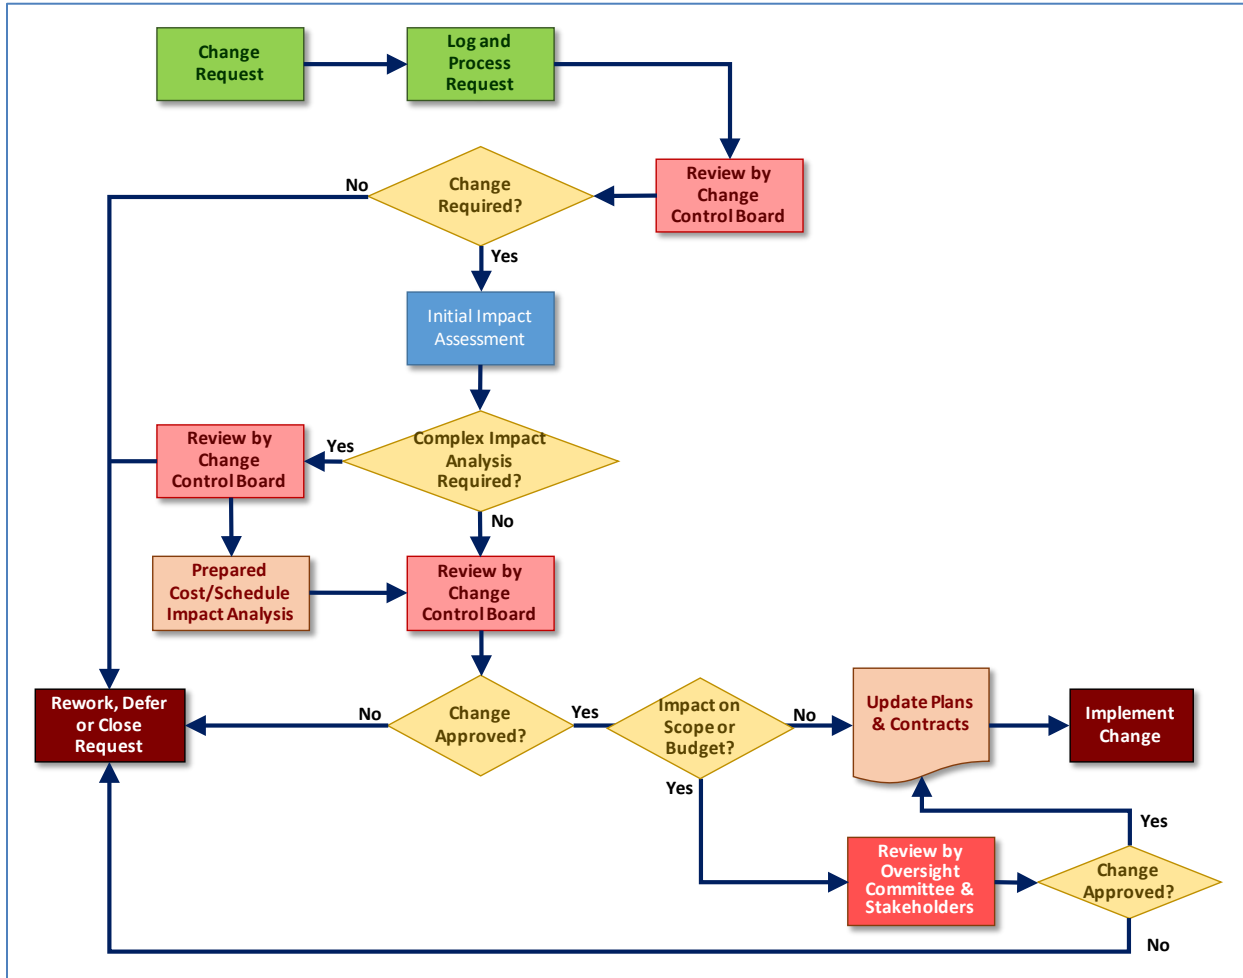 Change
Request
Log and
Process
Request
Review by
Change
Control Board
No
Change
Required?
Yes
Initial Impact
Assessment
Review by
Change
Control Board
Yes
Complex Impact
Analysis
Required?
No
Prepared
Cost/Schedule
Impact Analysis
Review by
Change
Control Board
Rework, Defer
or Close
Request
No
Change
Approved?
Yes
Impact on
Scope or
Budget?
No
Update Plans
& Contracts
Implement
Change
Yes
Review by
Oversight
Committee &
Stakeholders
Yes
Change
Approved?
No